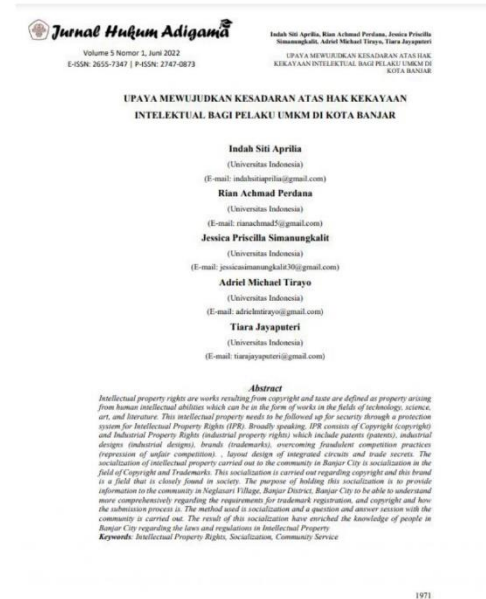 Jurnal Hukum Adigama
Volume 5 Nomor 1, Juni 2022
E-ISSN: 2655-7347 | P-ISSN: 2747-0873
Indah Siti Aprilia, Rian Achmad Perdana, Jessica Priscilla
Simanungkalit, Adriel Michael Tirayo, Tiara Jayaputeri
UPAYA MEWUJUDKAN KESADARAN ATAS HAK
KEKAYAAN INTELEKTUAL BAGI PELAKU UMKM DI
KOTA BANJAR
UPAYA MEWUJUDKAN KESADARAN ATAS HAK KEKAYAAN
INTELEKTUAL BAGI PELAKU UMKM DI KOTA BANJAR
Indah Siti Aprilia
(Universitas Indonesia)
(E-mail: indahsitiaprilia@gmail.com)
Rian Achmad Perdana
(Universitas Indonesia)
(E-mail: rianachmad5@gmail.com)
Jessica Priscilla Simanungkalit
(Universitas Indonesia)
(E-mail: jessicasimanungkalit30@gmail.com)
Adriel Michael Tirayo
(Universitas Indonesia)
(E-mail: adrielmtirayo@gmail.com)
Tiara Jayaputeri
(Universitas Indonesia)
(E-mail: tiarajayaputeri@gmail.com)
Abstract
Intellectual property rights are works resulting from copyright and taste are defined as property arising
from human intellectual abilities which can be in the form of works in the fields of technology, science,
art, and literature. This intellectual property needs to be followed up for security through a protection
system for Intellectual Property Rights (IPR). Broadly speaking, IPR consists of Copyright (copyright)
and Industrial Property Rights (industrial property rights) which include patents (patents), industrial
designs (industrial designs), brands (trademarks), overcoming fraudulent competition practices
(repression of unfair competition). , layout design of integrated circuits and trade secrets. The
socialization of intellectual property carried out to the community in Banjar City is socialization in the
field of Copyright and Trademarks. This socialization is carried out regarding copyright and this brand
is a field that is closely found in society. The purpose of holding this socialization is to provide
information to the community in Neglasari Village, Banjar District, Banjar City to be able to understand
more comprehensively regarding the requirements for trademark registration, and copyright and how
the submission process is. The method used is socialization and a question and answer session with the
community is carried out. The result of this socialization have enriched the knowledge of people in
Banjar City regarding the laws and regulations in Intellectual Property
Keywords: Intellectual Property Rights, Socialization, Community Service
1971